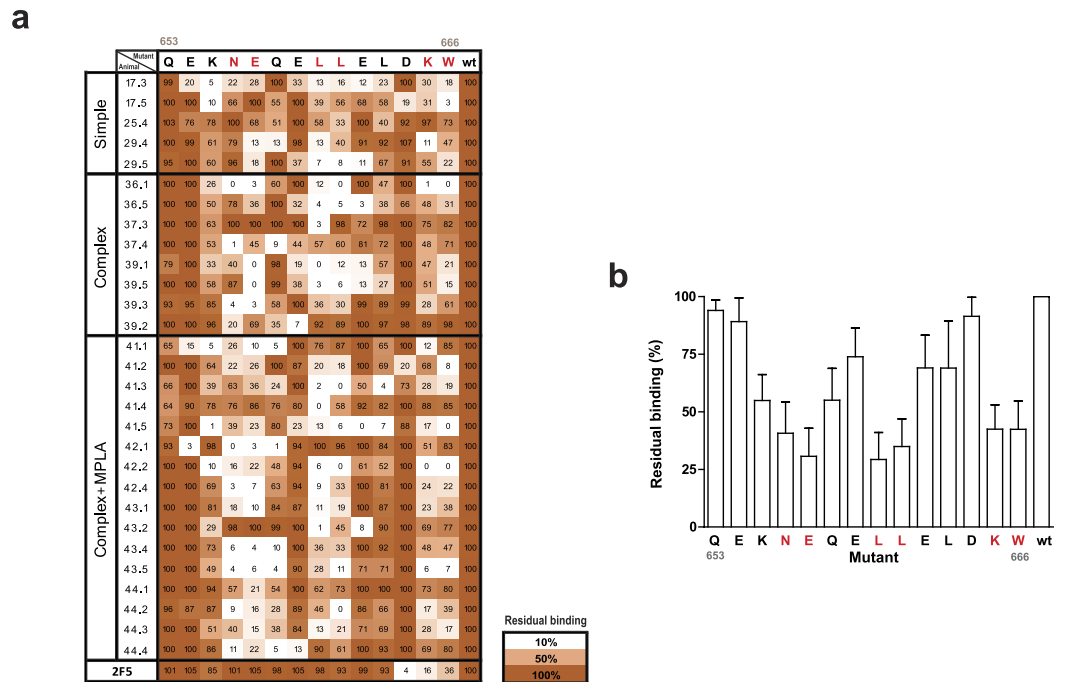 a
653 666
Mutant
Animal
Q E K N E Q E L L E L D K W wt
Simple
17.3 99 20 5 22 28 100 33 13 16 12 23 100 30 18 100
17.5 100 100 10 66 100 55 100 39 56 68 58 19 31 3 100
25.4 103 76 78 100 68 51 100 58 33 100 40 92 97 73 100
29.4 100 99 61 79 13 13 98 13 40 91 92 107 11 47 100
29.5 95 100 60 96 18 100 37 7 8 11 67 91 55 22 100
Complex
36.1 100 100 26 0 3 60 100 12 0 100 47 100 1 0 100
36.5 100 100 50 78 36 100 32 4 5 3 38 66 48 31 100
37.3 100 100 63 100 100 100 100 3 98 72 98 100 75 82 100
37.4 100 100 53 1 45 9 44 57 60 81 72 100 48 71 100
39.1 79 100 33 40 0 98 19 0 12 13 57 100 47 21 100
39.5 100 100 58 87 0 99 38 3 6 13 27 100 51 15 100
39.3 93 95 85 4 3 58 100 36 30 99 89 99 28 61 100
39.2 100 100 96 20 69 35 7 92 89 100 97 98 89 98 100
Complex+ MPLA
41.1 65 15 5 26 10 5 100 76 87 100 65 100 12 85 100
41.2 100 100 64 22 26 100 87 20 18 100 69 20 68 8 100
41.3 66 100 39 63 36 24 100 2 0 50 4 73 28 19 100
41.4 64 90 78 76 86 76 80 0 58 92 82 100 88 85 100
41.5 73 100 1 39 23 80 23 13 6 0 7 88 17 0 100
42.1 93 3 98 0 3 1 94 100 96 100 84 100 51 83 100
42.2 100 100 10 16 22 48 94 6 0 61 52 100 0 0 100
42.4 100 100 69 3 7 63 94 9 33 100 81 100 24 22 100
43.1 100 100 81 18 10 84 87 11 19 100 87 100 23 38 100
43.2 100 100 29 98 100 99 100 1 45 8 90 100 69 77 100
43.4 100 100 73 6 4 10 100 36 33 100 92 100 48 47 100
43.5 100 100 49 4 6 4 90 28 11 71 71 100 6 7 100
44.1 100 100 94 57 21 54 100 62 73 100 100 100 73 80 100
44.2 96 87 87 9 16 28 89 46 0 86 66 100 17 39 100
44.3 100 100 51 40 15 38 84 13 21 71 69 100 28 17 100
44.4 100 100 86 11 22 5 13 90 61 93 100 100 69 80 100
2F5 101 105 85 101 105 98 105 98 93 99 93 4 16 36 100
Residual binding
10%
50%
100%
b
Residual binding (%)
100
75
50
25
0
Q E K N E Q E L L E L D K W wt
653 Mutant 666